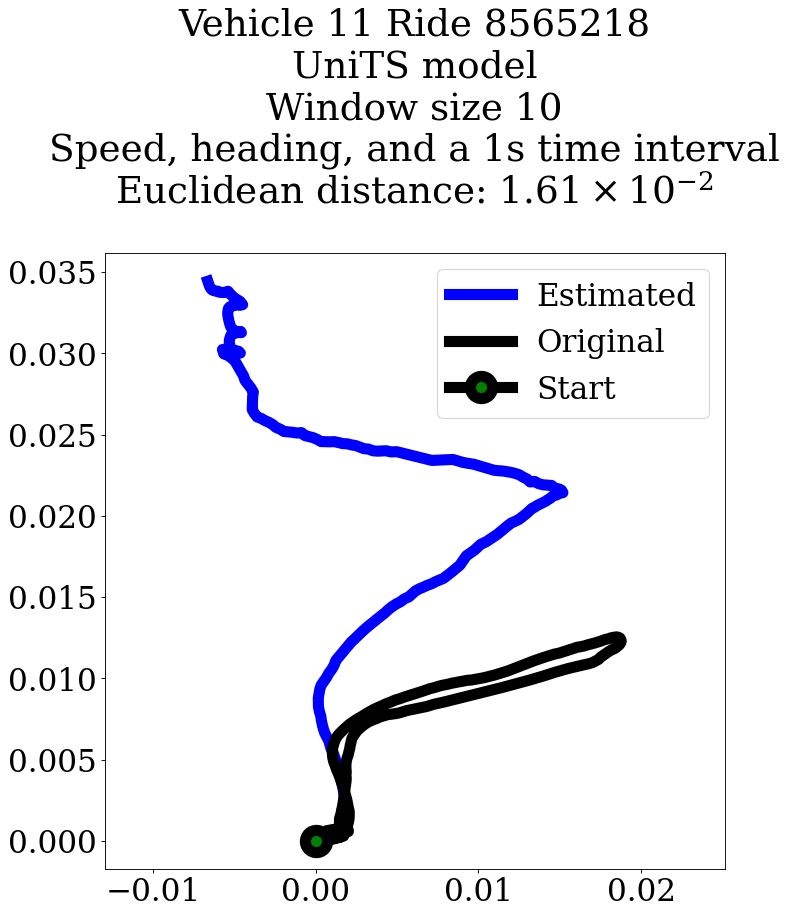 Vehicle 11 Ride 8565218
UniTS model
Window size 10
Speed, heading, and a 1s time interval
Euclidean distance: 1.61 × 10⁻²
0.035
0.030
0.025
0.020
0.015
0.010
0.005
0.000
Estimated
Original
Start
−0.01
0.00
0.01
0.02